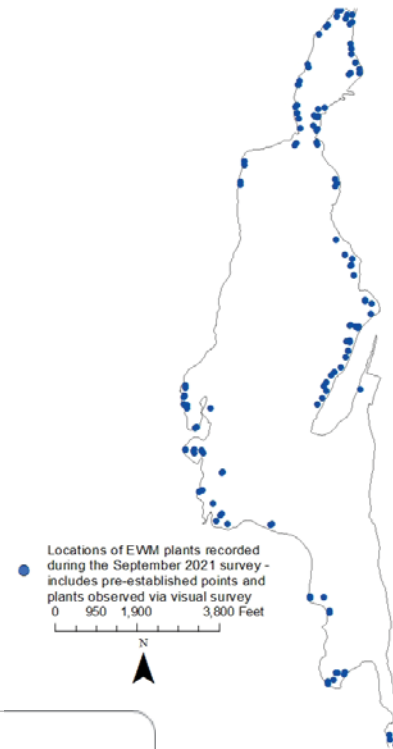 Locations of EWM plants recorded
during the September 2021 survey -
includes pre-established points and
plants observed via visual survey
0 950 1,900 3,800 Feet
N